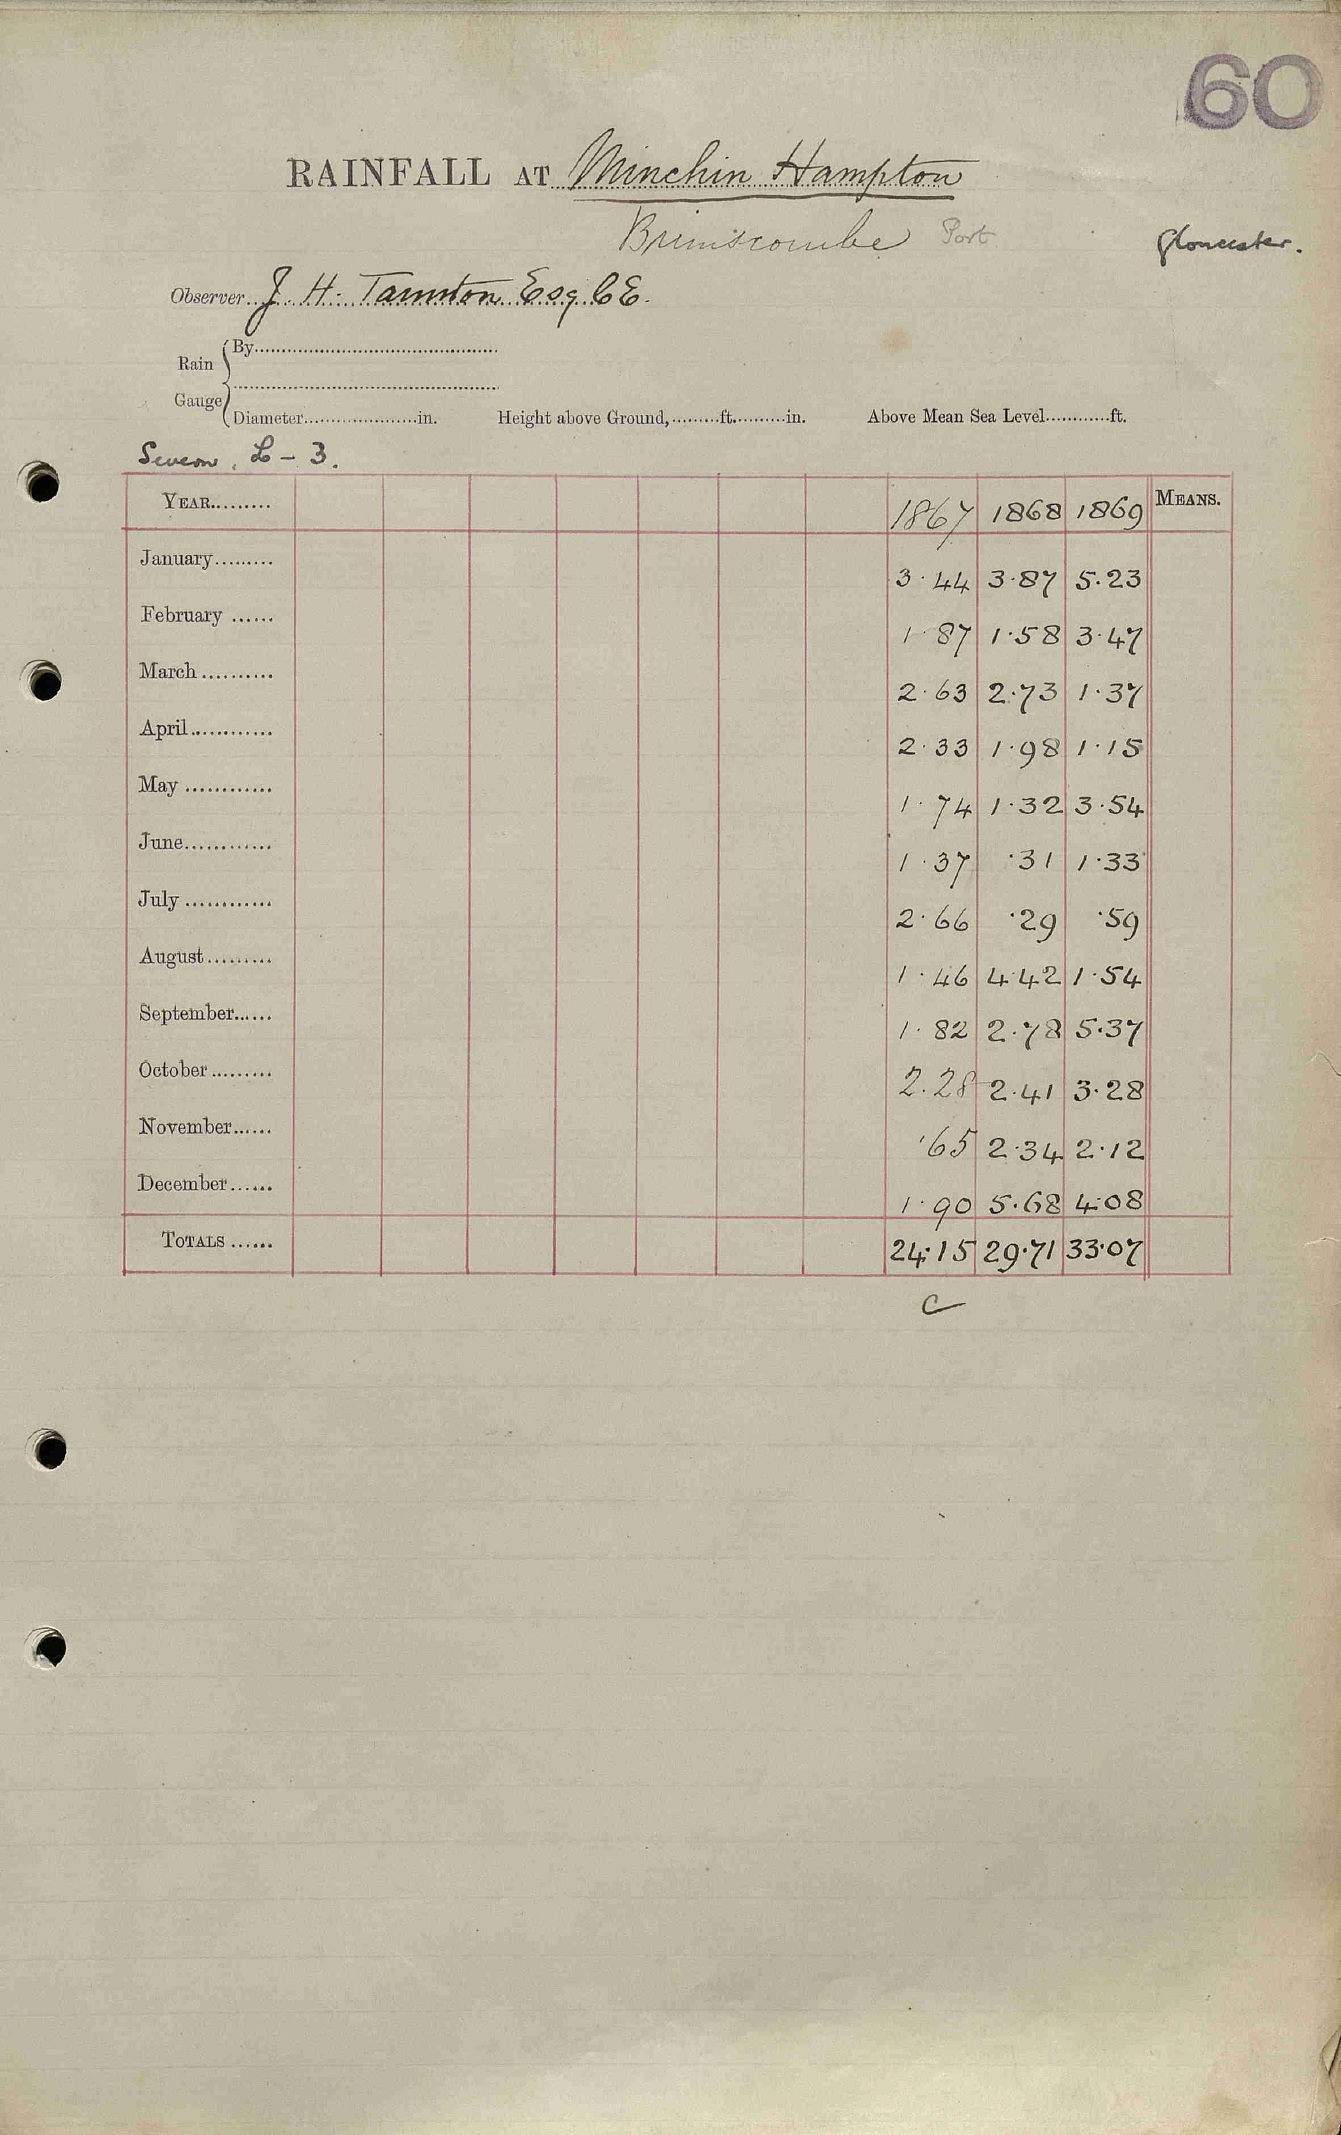 60
RAINFALL AT Minchin Hampton
Brimscombe Port Gloucester.
Observer J. H. Taunton Esq C E.
Rain Gauge { By
Diameter in. Height above Ground, ft. in. Above Mean Sea Level ft.
Severn. L - 3.
YEAR 1867 1868 1869 MEANS.
January 3.44 3.87 5.23
February 1.87 1.58 3.47
March 2.63 2.73 1.37
April 2.33 1.98 1.15
May 1.74 1.32 3.54
June 1.37 .31 1.33
July 2.66 .29 .59
August 1.46 4.42 1.54
September 1.82 2.78 5.37
October 2.28 2.41 3.28
November .65 2.34 2.12
December 1.90 5.68 4.08
TOTALS 24.15 29.71 33.07
C